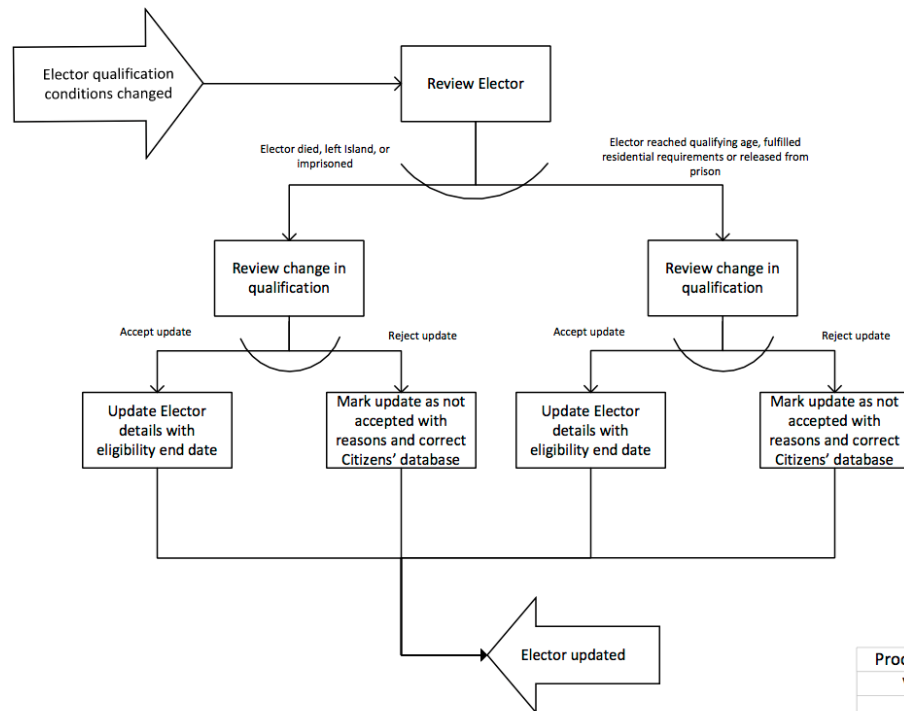 Elector qualification
conditions changed
Review Elector
Elector died, left Island, or
imprisoned
Elector reached qualifying age, fulfilled
residential requirements or released from
prison
Review change in
qualification
Review change in
qualification
Accept update
Reject update
Accept update
Reject update
Update Elector
details with
eligibility end date
Mark update as not
accepted with
reasons and correct
Citizens’ database
Update Elector
details with
eligibility end date
Mark update as not
accepted with
reasons and correct
Citizens’ database
Elector updated